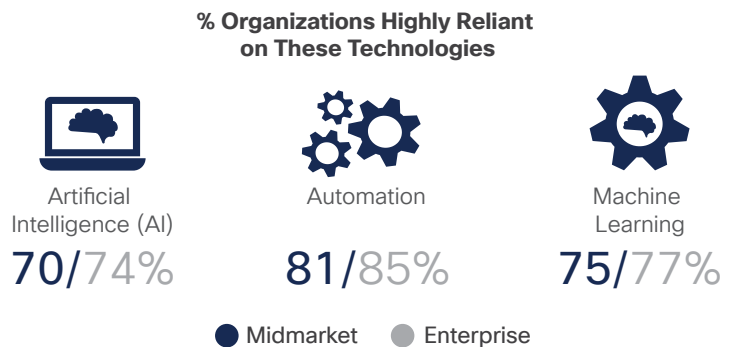 % Organizations Highly Reliant
on These Technologies
Artificial
Intelligence (AI)
70/74%
Automation
81/85%
Machine
Learning
75/77%
Midmarket
Enterprise